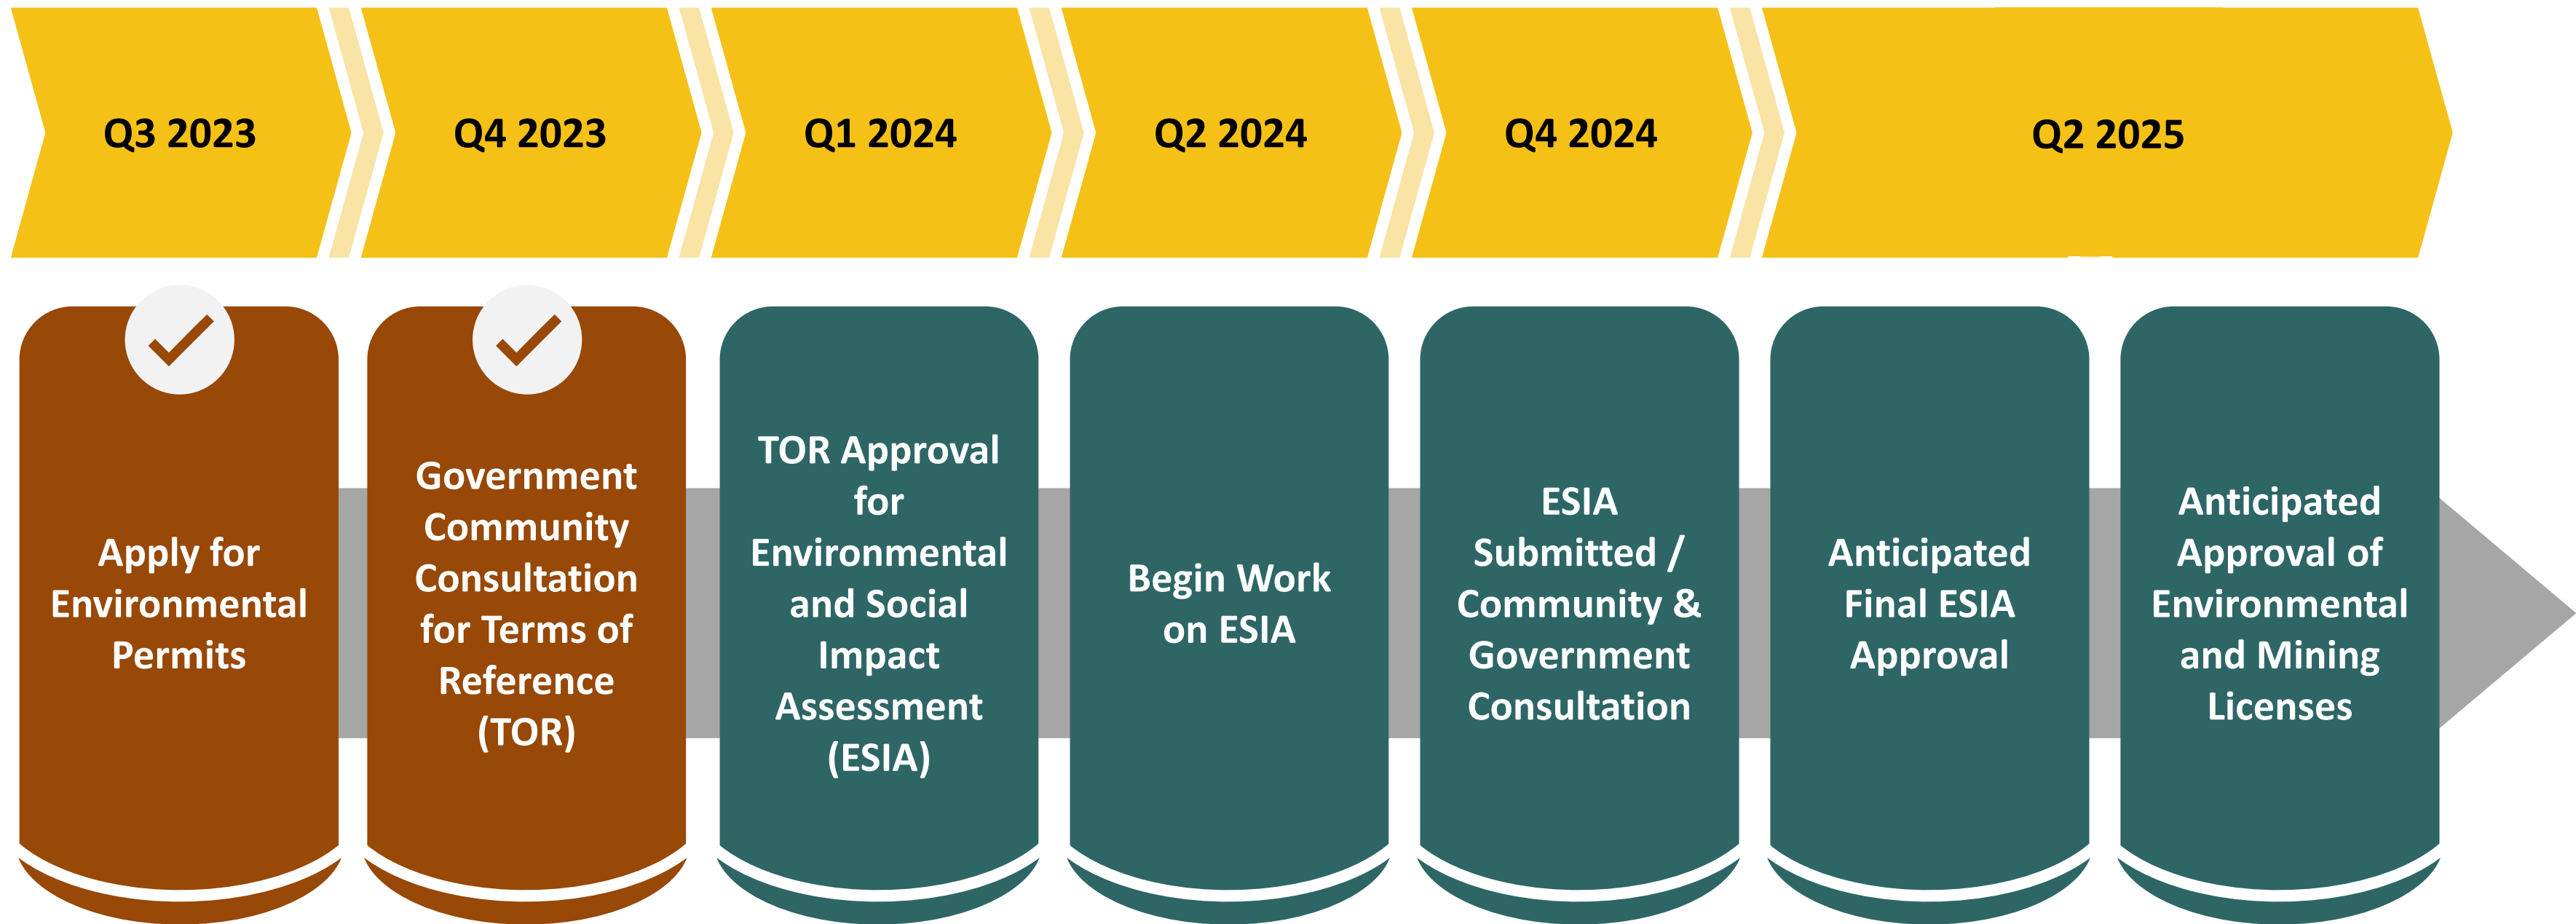 Q3 2023
Q4 2023
Q1 2024
Q2 2024
Q4 2024
Q2 2025
Apply for
Environmental
Permits
Government
Community
Consultation
for Terms of
Reference
(TOR)
TOR Approval
for
Environmental
and Social
Impact
Assessment
(ESIA)
Begin Work
on ESIA
ESIA
Submitted /
Community &
Government
Consultation
Anticipated
Final ESIA
Approval
Anticipated
Approval of
Environmental
and Mining
Licenses